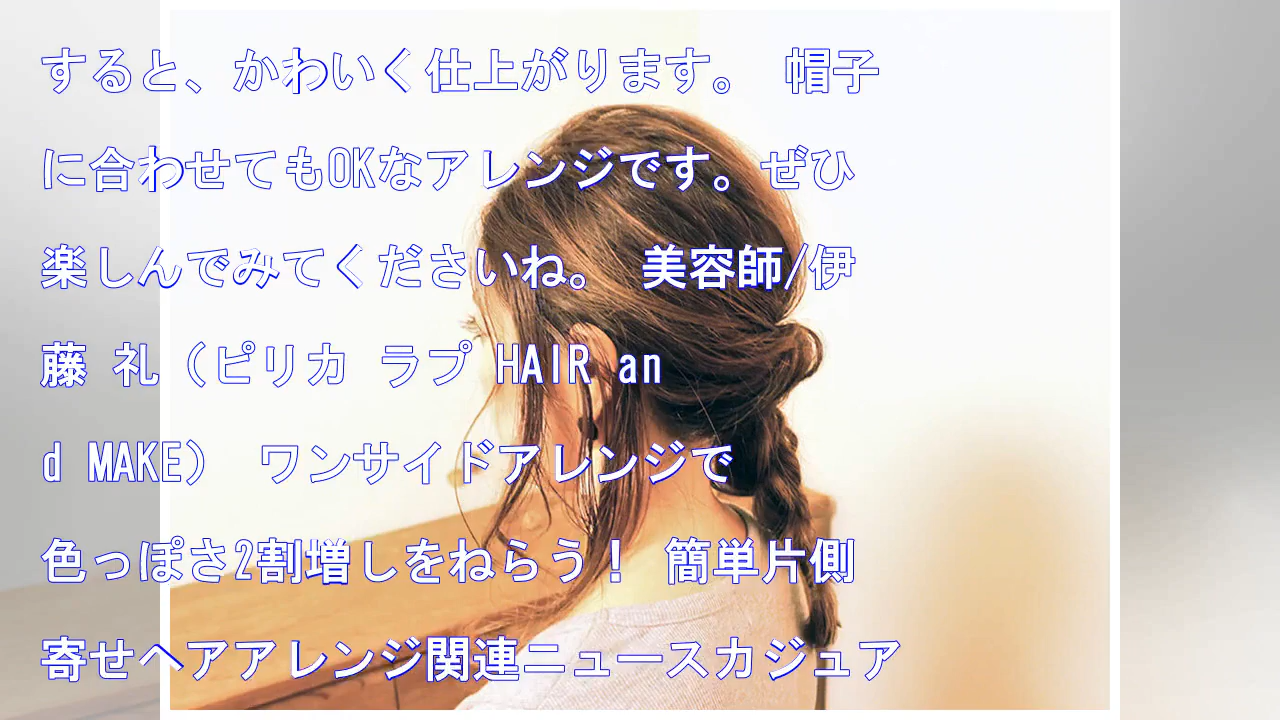 すると、かわいく仕上がります。 帽子
に合わせてもOKなアレンジです。ぜひ
楽しんでみてくださいね。 美容師/伊
藤 礼（ピリカ ラプ HAIR an
d MAKE） ワンサイドアレンジで
色っぽさ2割増しをねらう！ 簡単片側
寄せヘアアレンジ関連ニュースカジュア